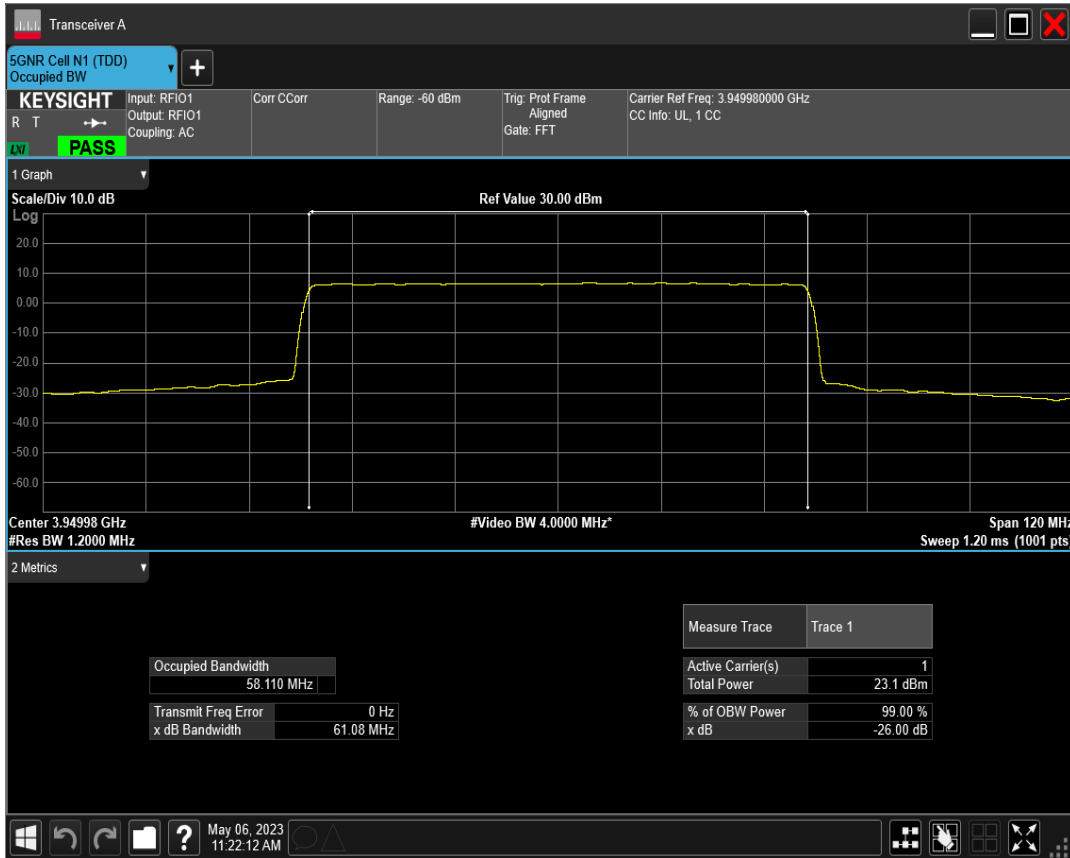 Transceiver A
5GNR Cell N1 (TDD)
Occupied BW
+
KEYSIGHT
R T
LXI
PASS
Input: RFIO1
Output: RFIO1
Coupling: AC
Corr CCorr
Range: -60 dBm
Trig: Prot Frame
Aligned
Gate: FFT
Carrier Ref Freq: 3.949980000 GHz
CC Info: UL, 1 CC
1 Graph
Scale/Div 10.0 dB
Ref Value 30.00 dBm
Log
20.0
10.0
0.00
-10.0
-20.0
-30.0
-40.0
-50.0
-60.0
Center 3.94998 GHz
#Video BW 4.0000 MHz*
Span 120 MHz
#Res BW 1.2000 MHz
Sweep 1.20 ms (1001 pts)
2 Metrics
Measure Trace Trace 1
Occupied Bandwidth
58.110 MHz
Active Carrier(s) 1
Total Power 23.1 dBm
Transmit Freq Error 0 Hz
x dB Bandwidth 61.08 MHz
% of OBW Power 99.00 %
x dB -26.00 dB
?
May 06, 2023
11:22:12 AM